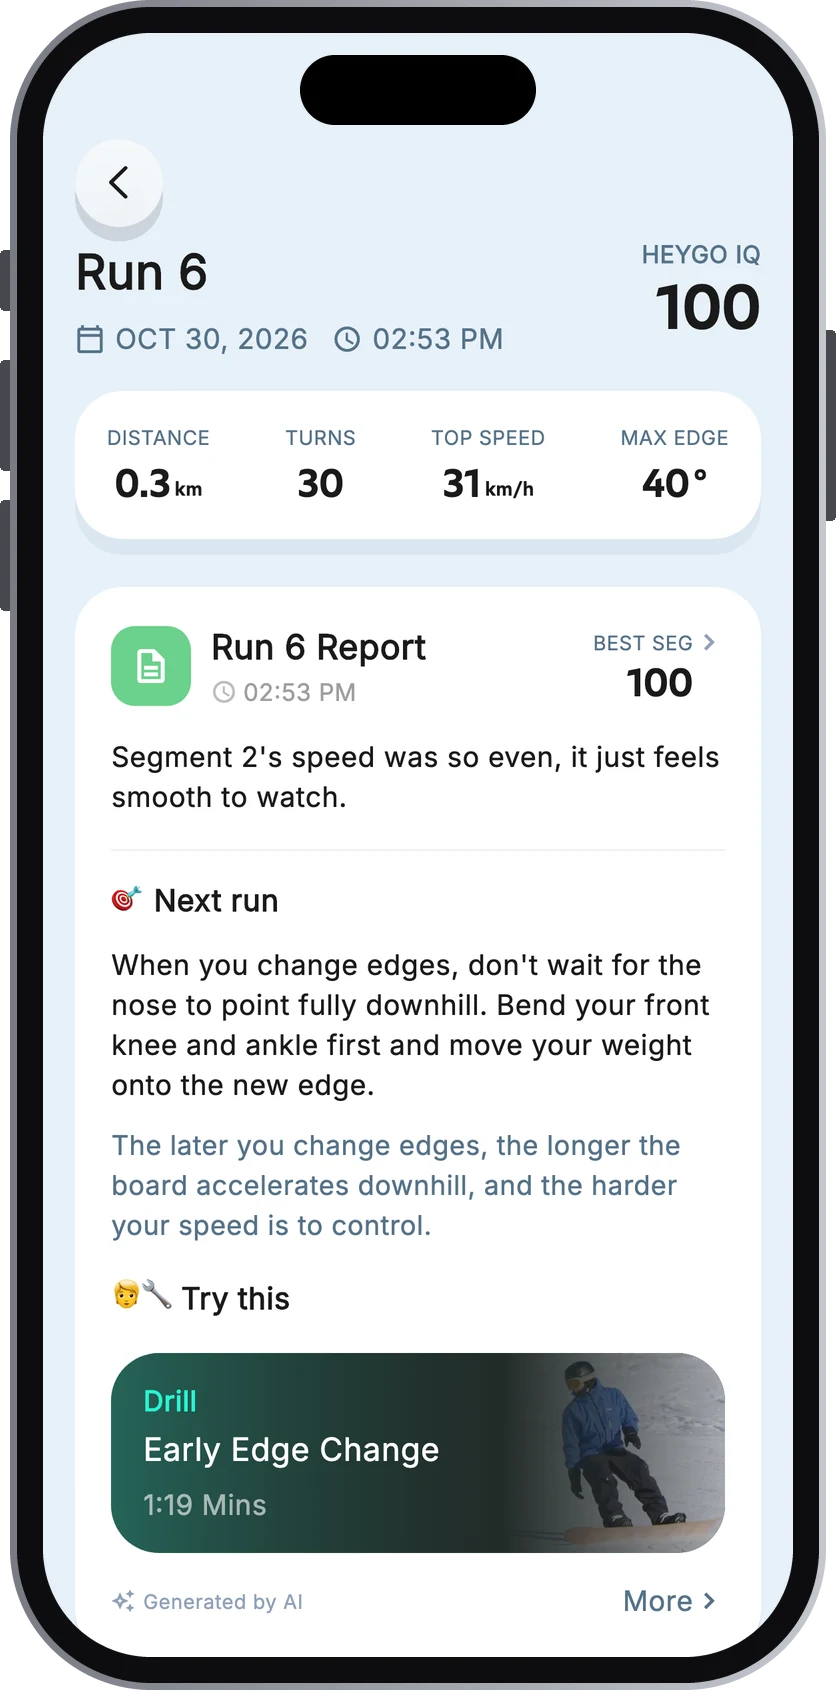 Run 6
OCT 30, 2026 02:53 PM
HEYGO IQ
100
DISTANCE
0.3 km
TURNS
30
TOP SPEED
31 km/h
MAX EDGE
40°
Run 6 Report
02:53 PM
BEST SEG
100
Segment 2's speed was so even, it just feels
smooth to watch.
Next run
When you change edges, don't wait for the
nose to point fully downhill. Bend your front
knee and ankle first and move your weight
onto the new edge.
The later you change edges, the longer the
board accelerates downhill, and the harder
your speed is to control.
Try this
Drill
Early Edge Change
1:19 Mins
Generated by AI
More